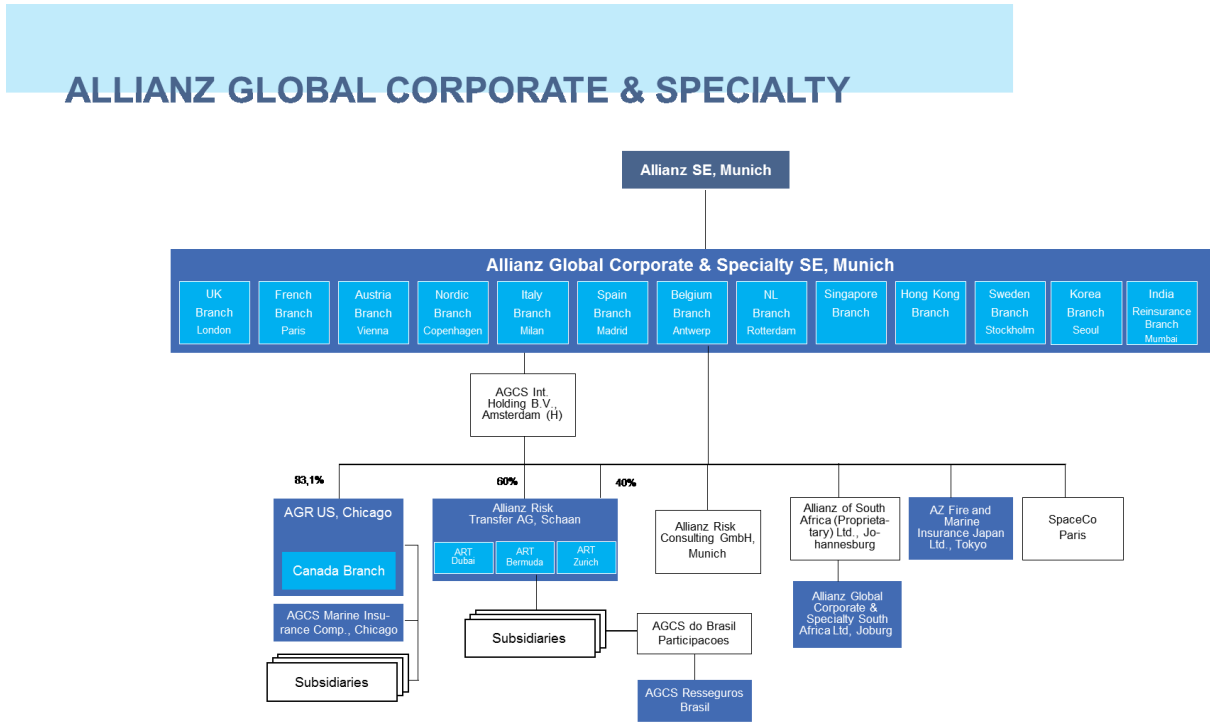 ALLIANZ GLOBAL CORPORATE & SPECIALTY
Allianz SE, Munich
Allianz Global Corporate & Specialty SE, Munich
UK
Branch
London
French
Branch
Paris
Austria
Branch
Vienna
Nordic
Branch
Copenhagen
Italy
Branch
Milan
Spain
Branch
Madrid
Belgium
Branch
Antwerp
NL
Branch
Rotterdam
Singapore
Branch
Hong Kong
Branch
Sweden
Branch
Stockholm
Korea
Branch
Seoul
India
Reinsurance
Branch
Mumbai
AGCS Int.
Holding B.V.,
Amsterdam (H)
83,1%
60%
40%
AGR US, Chicago
Canada Branch
AGCS Marine Insu-
rance Comp., Chicago
Subsidiaries
Allianz Risk
Transfer AG, Schaan
ART
Dubai
ART
Bermuda
ART
Zurich
Subsidiaries
AGCS do Brasil
Participacoes
AGCS Resseguros
Brasil
Allianz Risk
Consulting GmbH,
Munich
Allianz of South
Africa (Proprie-
tary) Ltd., Jo-
hannesburg
Allianz Global
Corporate &
Specialty South
Africa Ltd, Joburg
AZ Fire and
Marine
Insurance Japan
Ltd., Tokyo
SpaceCo
Paris